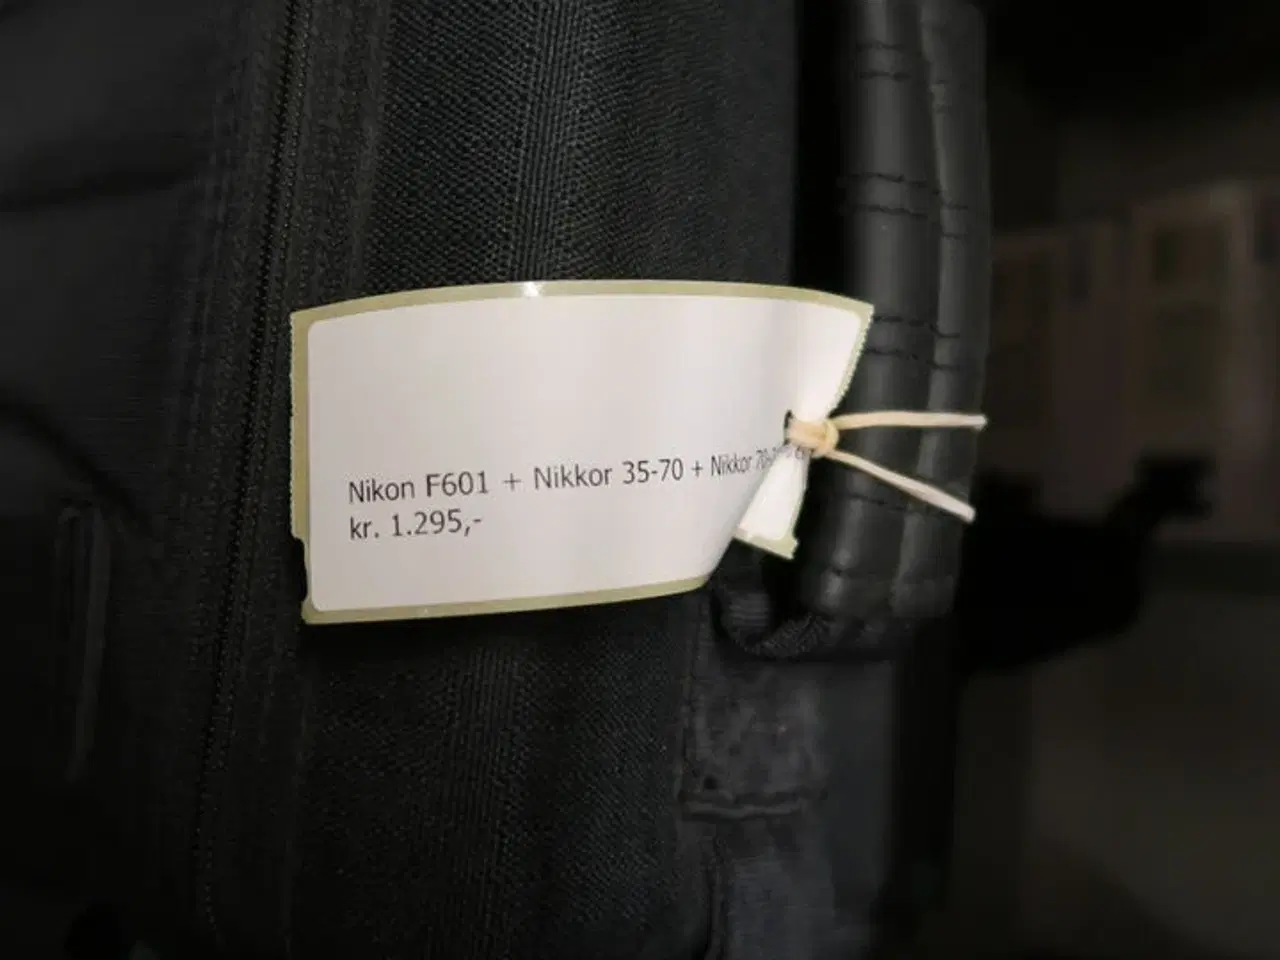 Nikon F601 + Nikkor 35-70 + Nikkor
kr. 1.295,-